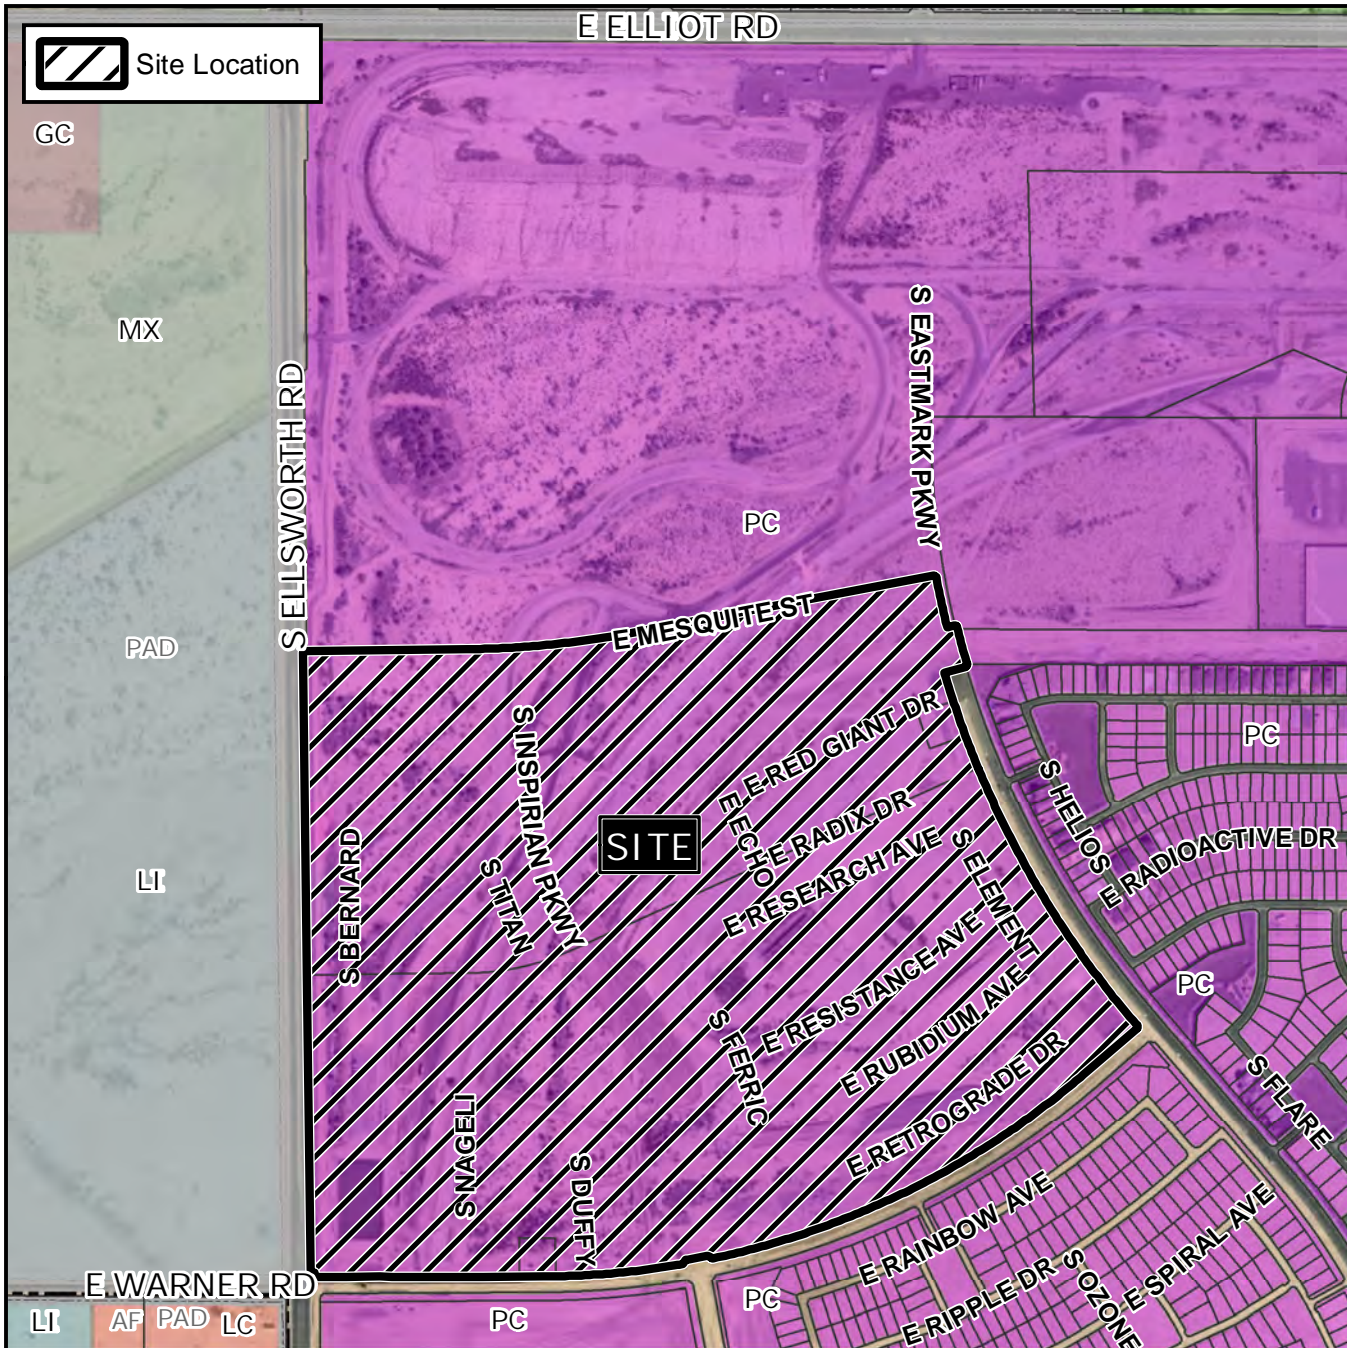 E ELLIOT RD
Site Location
GC
MX
S EASTMARK PKWY
S ELLSWORTH RD
PC
E MESQUITE ST
PAD
E RED GIANT DR
S INSPIRIAN PKWY
PC
S HELIOS
E ECHO
E RADIX DR
SITE
E RESEARCH AVE
S ELEMENT
E RADIOACTIVE DR
S BERNARD
S TITAN
LI
E RESISTANCE AVE
PC
E RUBIDIUM AVE
S FERRIC
E RETROGRADE DR
S FLARE
S NAGELI
S DUFFY
E RAINBOW AVE
E SPIRAL AVE
E WARNER RD
S OZONE
E RIPPLE DR
LI
AF
PAD
LC
PC
PC